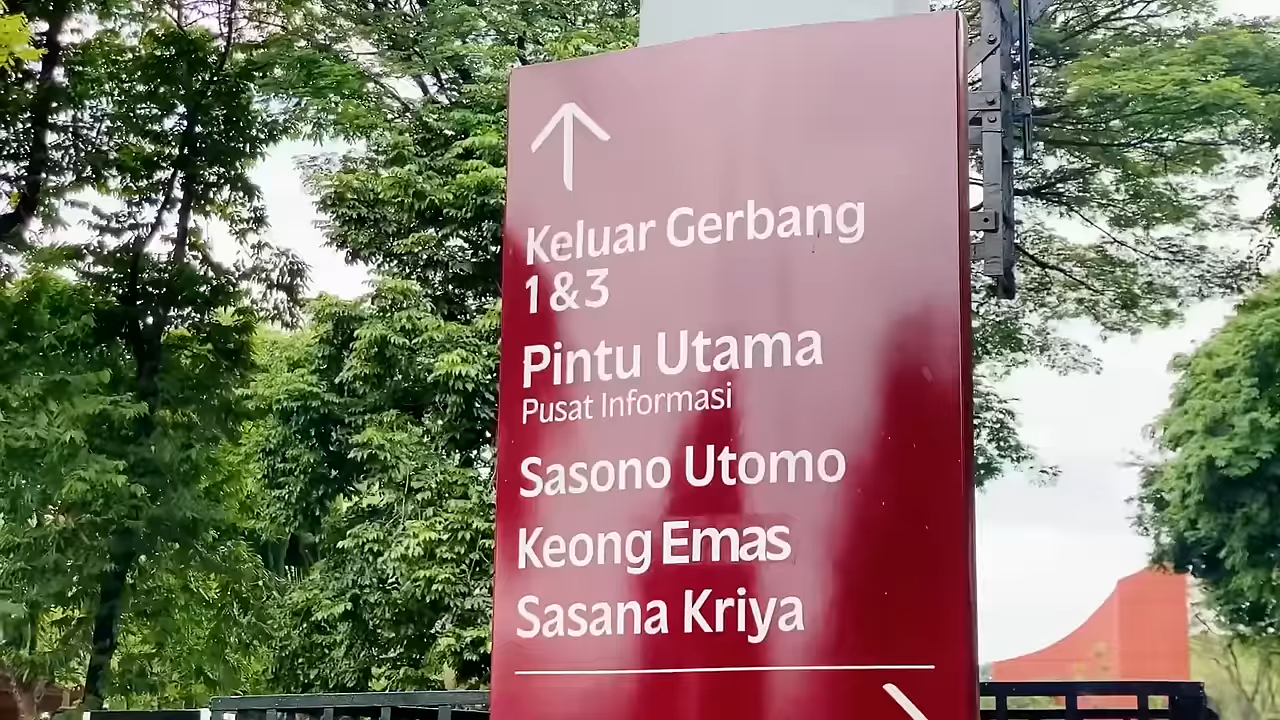 Keluar Gerbang
1 & 3
Pintu Utama
Pusat Informasi
Sasono Utomo
Keong Emas
Sasana Kriya